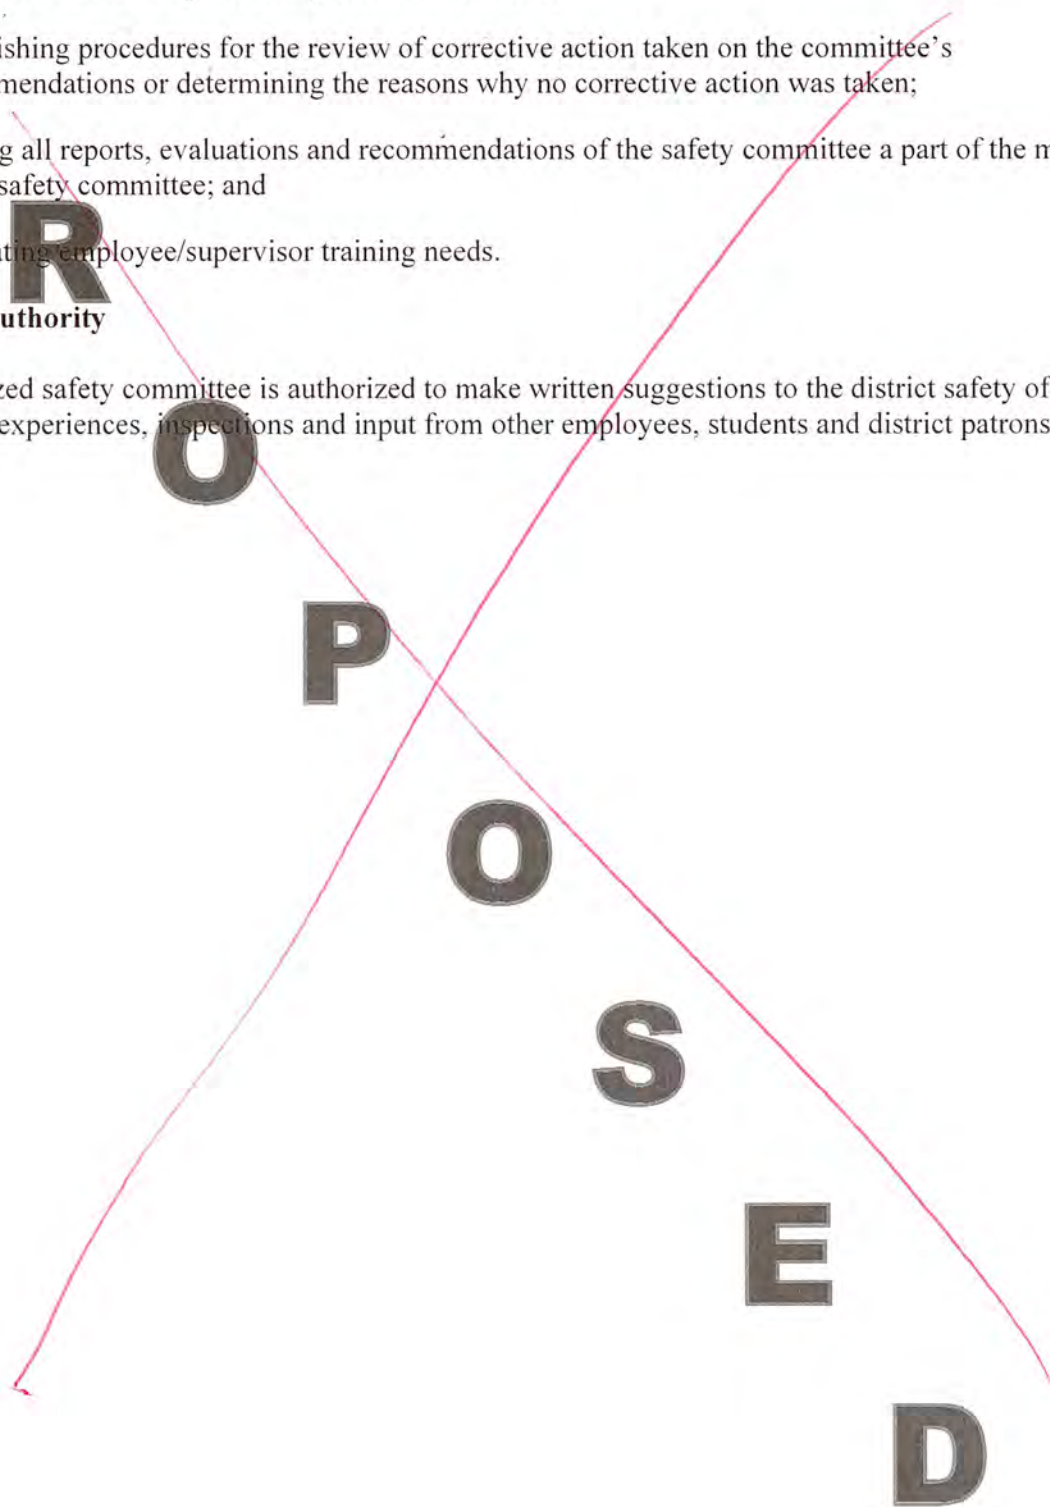 ishing procedures for the review of corrective action taken on the committee's
mendations or determining the reasons why no corrective action was taken;
g all reports, evaluations and recommendations of the safety committee a part of the m
safety committee; and
ting employee/supervisor training needs.
R
uthority
zed safety committee is authorized to make written suggestions to the district safety of
experiences, inspections and input from other employees, students and district patrons
O
P
O
S
E
D